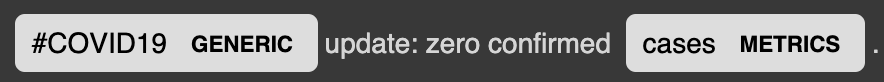 #COVID19 GENERIC update: zero confirmed cases METRICS .